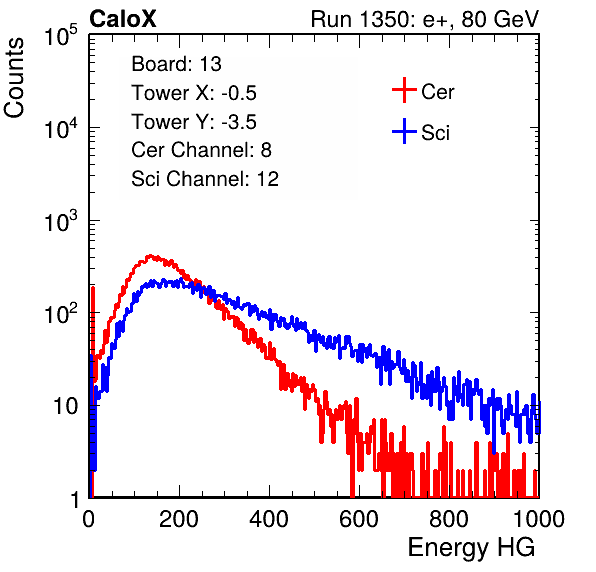 CaloX Run 1350: e+, 80 GeV
Counts
10^5
10^4
10^3
10^2
10
1
Board: 13
Tower X: -0.5
Tower Y: -3.5
Cer Channel: 8
Sci Channel: 12
Cer
Sci
0 200 400 600 800 1000
Energy HG